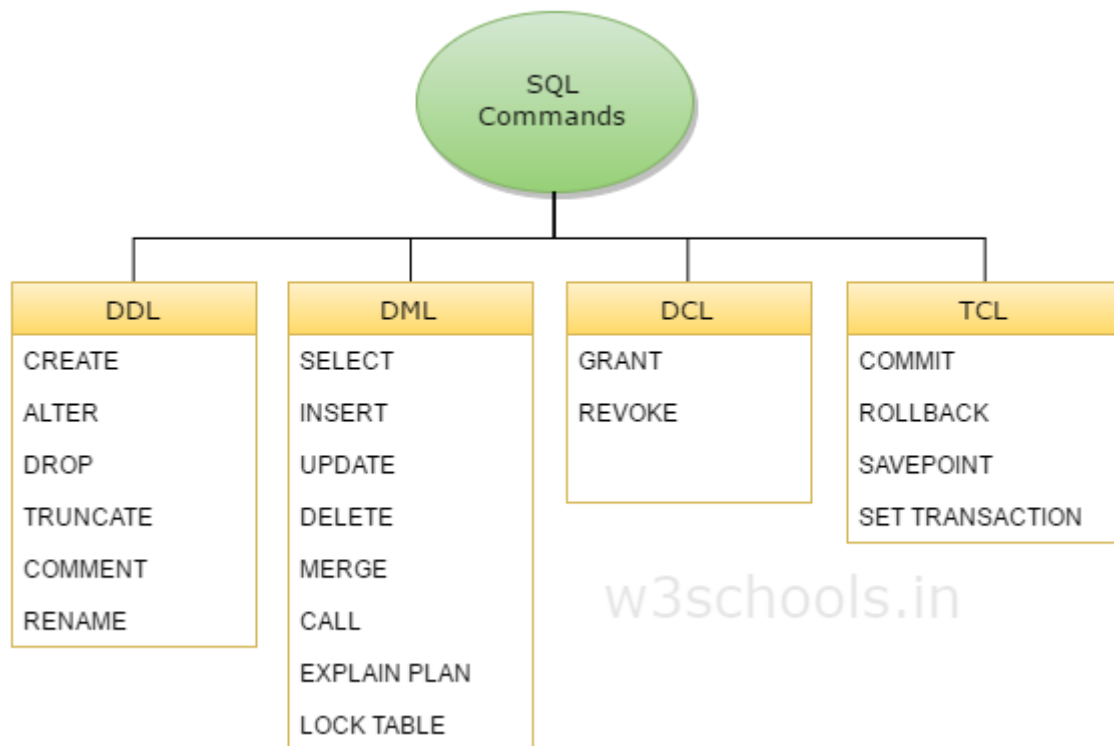 SQL
Commands
DDL
CREATE
ALTER
DROP
TRUNCATE
COMMENT
RENAME
DML
SELECT
INSERT
UPDATE
DELETE
MERGE
CALL
EXPLAIN PLAN
LOCK TABLE
DCL
GRANT
REVOKE
TCL
COMMIT
ROLLBACK
SAVEPOINT
SET TRANSACTION
w3schools.in